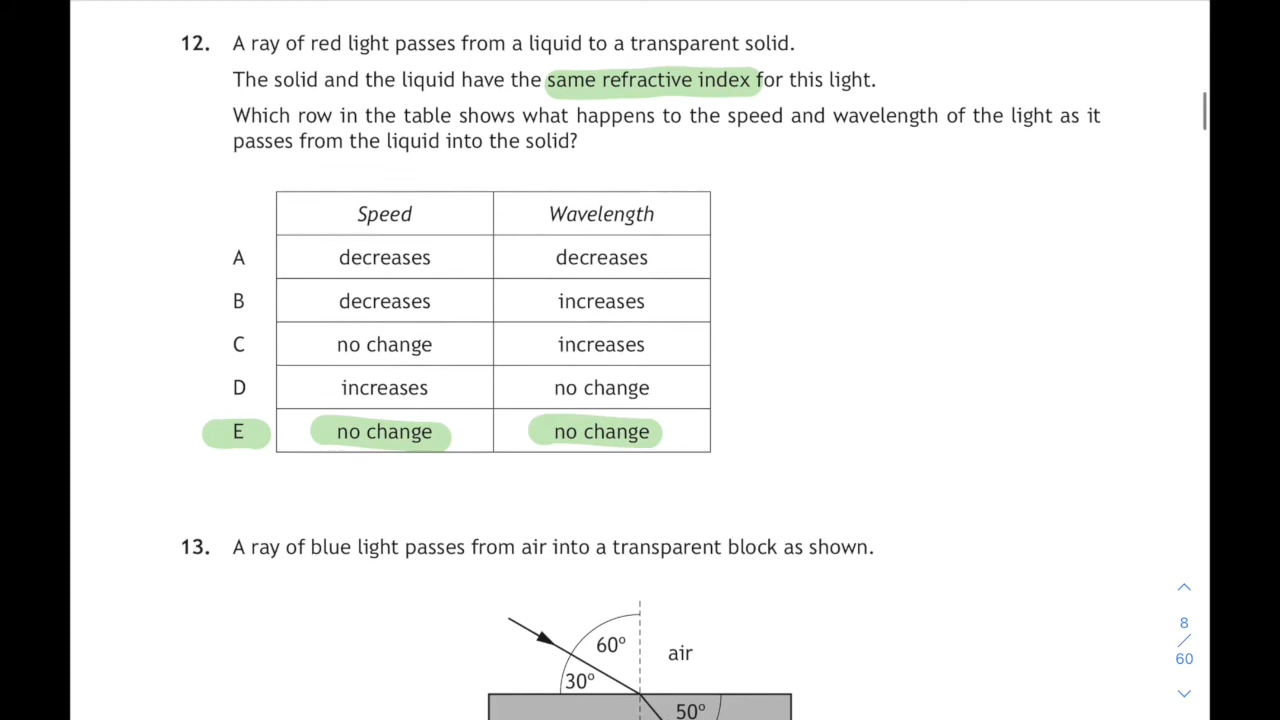 12. A ray of red light passes from a liquid to a transparent solid.
The solid and the liquid have the same refractive index for this light.
Which row in the table shows what happens to the speed and wavelength of the light as it
passes from the liquid into the solid?
Speed Wavelength
A decreases decreases
B decreases increases
C no change increases
D increases no change
E no change no change
13. A ray of blue light passes from air into a transparent block as shown.
60º
air
30º
50º
8
/
60